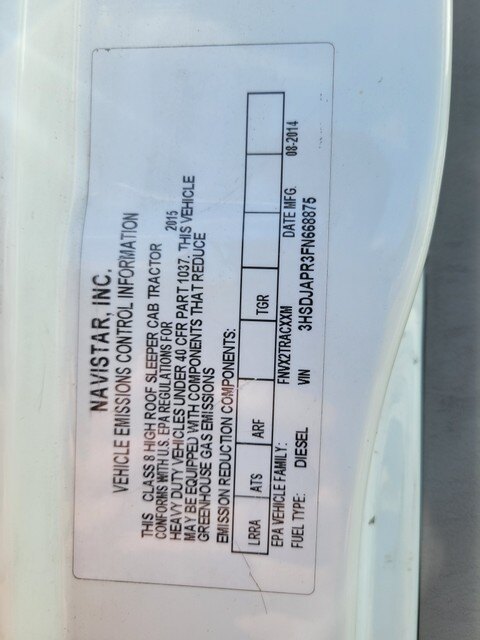 NAVISTAR, INC.
VEHICLE EMISSIONS CONTROL INFORMATION
THIS CLASS 8 HIGH ROOF SLEEPER CAB TRACTOR
CONFORMS WITH U.S. EPA REGULATIONS FOR 2015
HEAVY DUTY VEHICLES UNDER 40 CFR PART 1037. THIS VEHICLE
MAY BE EQUIPPED WITH COMPONENTS THAT REDUCE
GREENHOUSE GAS EMISSIONS
EMISSION REDUCTION COMPONENTS:
LRRA ATS ARF TGR
EPA VEHICLE FAMILY: FNVX2TRACXXM DATE MFG. 08-2014
FUEL TYPE: DIESEL VIN 3HSDJAPR3FN668875